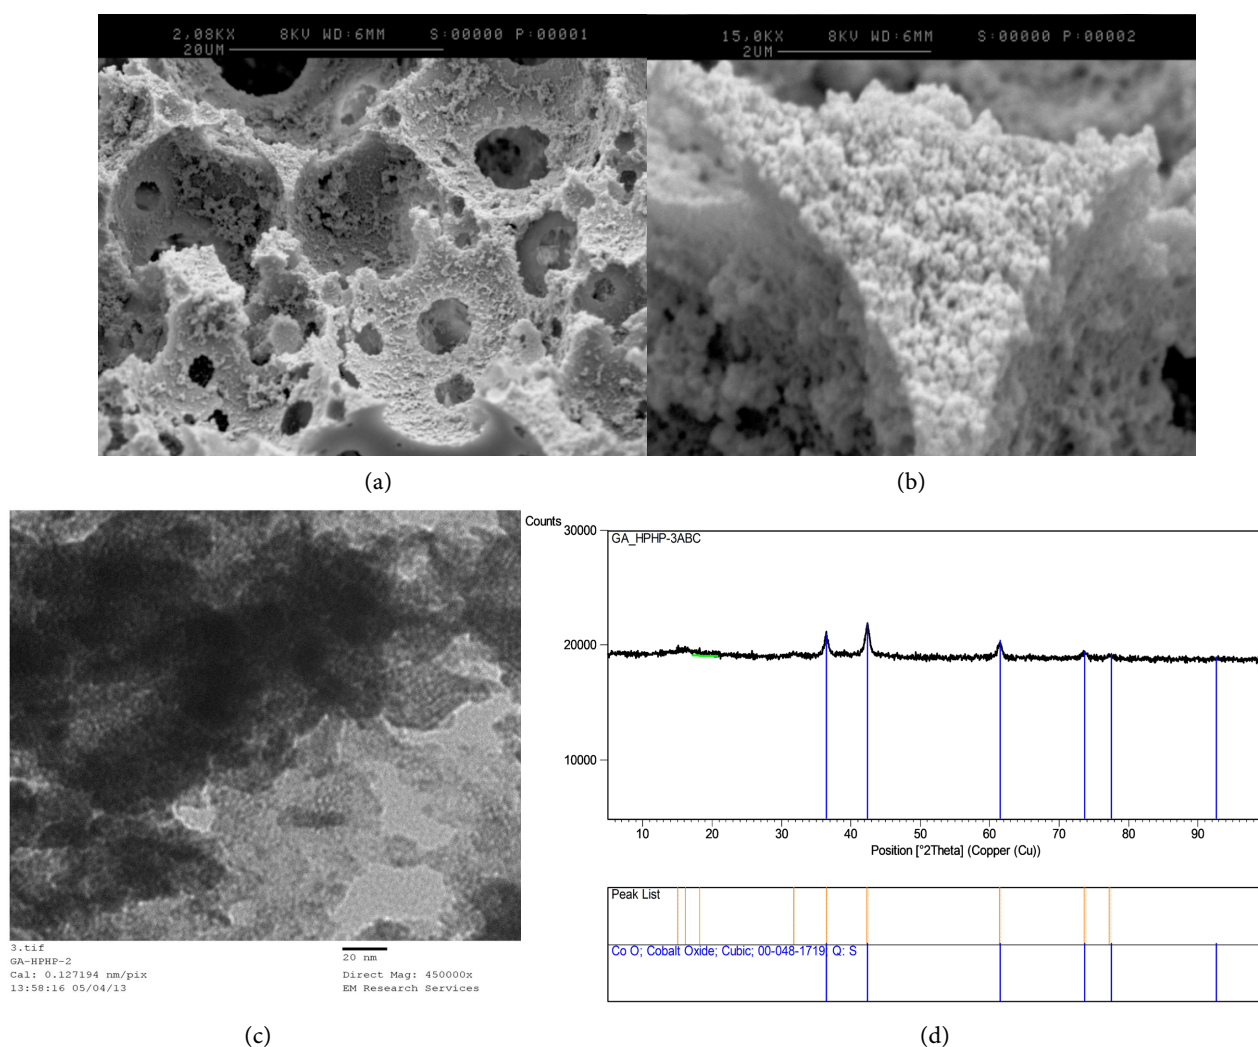 2,08KX 8KV WD:6MM S:00000 P:00001
20UM
15,0KX 8KV WD:6MM S:00000 P:00002
2UM
(a)
(b)
3.tif
GA-HPHP-2
Cal: 0.127194 nm/pix
13:58:16 05/04/13
20 nm
Direct Mag: 450000x
EM Research Services
Counts
GA_HPHP-3ABC
30000
20000
10000
10 20 30 40 50 60 70 80 90
Position [°2Theta] (Copper (Cu))
Peak List
Co O; Cobalt Oxide; Cubic; 00-048-1719; Q: S
(c)
(d)